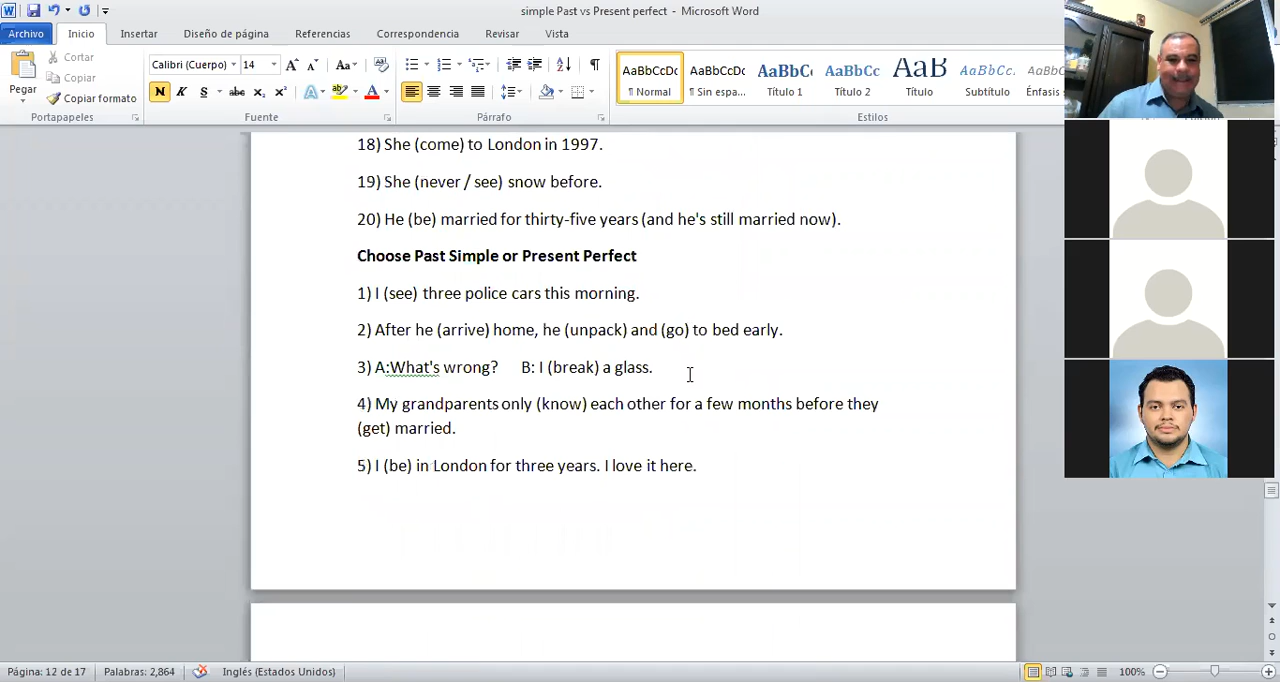 simple Past vs Present perfect - Microsoft Word
Archivo Inicio Insertar Diseño de página Referencias Correspondencia Revisar Vista
Cortar
Copiar
Copiar formato
Pegar
Calibri (Cuerpo) 14
AaBbCcDc AaBbCcDc AaBbC( AaBbCc AaB AaBbCc. AaBbCc
¶ Normal ¶ Sin espa... Título 1 Título 2 Título Subtítulo Énfasis
Portapapeles Fuente Párrafo Estilos
18) She (come) to London in 1997.
19) She (never / see) snow before.
20) He (be) married for thirty-five years (and he's still married now).
Choose Past Simple or Present Perfect
1) I (see) three police cars this morning.
2) After he (arrive) home, he (unpack) and (go) to bed early.
3) A:What's wrong? B: I (break) a glass.
4) My grandparents only (know) each other for a few months before they
(get) married.
5) I (be) in London for three years. I love it here.
Página: 12 de 17 Palabras: 2,864 Inglés (Estados Unidos) 100%